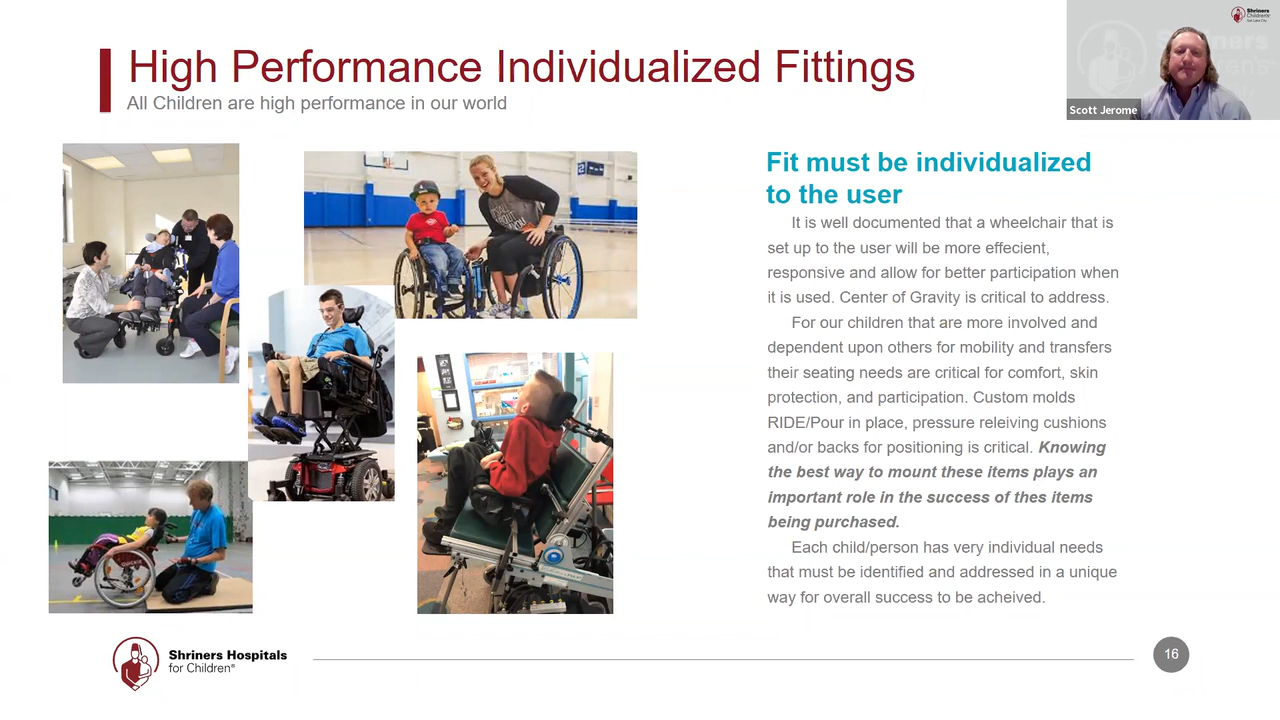 High Performance Individualized Fittings
All Children are high performance in our world
Shriners
Children's
Scott Jerome
Fit must be individualized
to the user
It is well documented that a wheelchair that is
set up to the user will be more effecient,
responsive and allow for better participation when
it is used. Center of Gravity is critical to address.
For our children that are more involved and
dependent upon others for mobility and transfers
their seating needs are critical for comfort, skin
protection, and participation. Custom molds
RIDE/Pour in place, pressure releiving cushions
and/or backs for positioning is critical. Knowing
the best way to mount these items plays an
important role in the success of thes items
being purchased.
Each child/person has very individual needs
that must be identified and addressed in a unique
way for overall success to be acheived.
Shriners Hospitals
for Children®
16